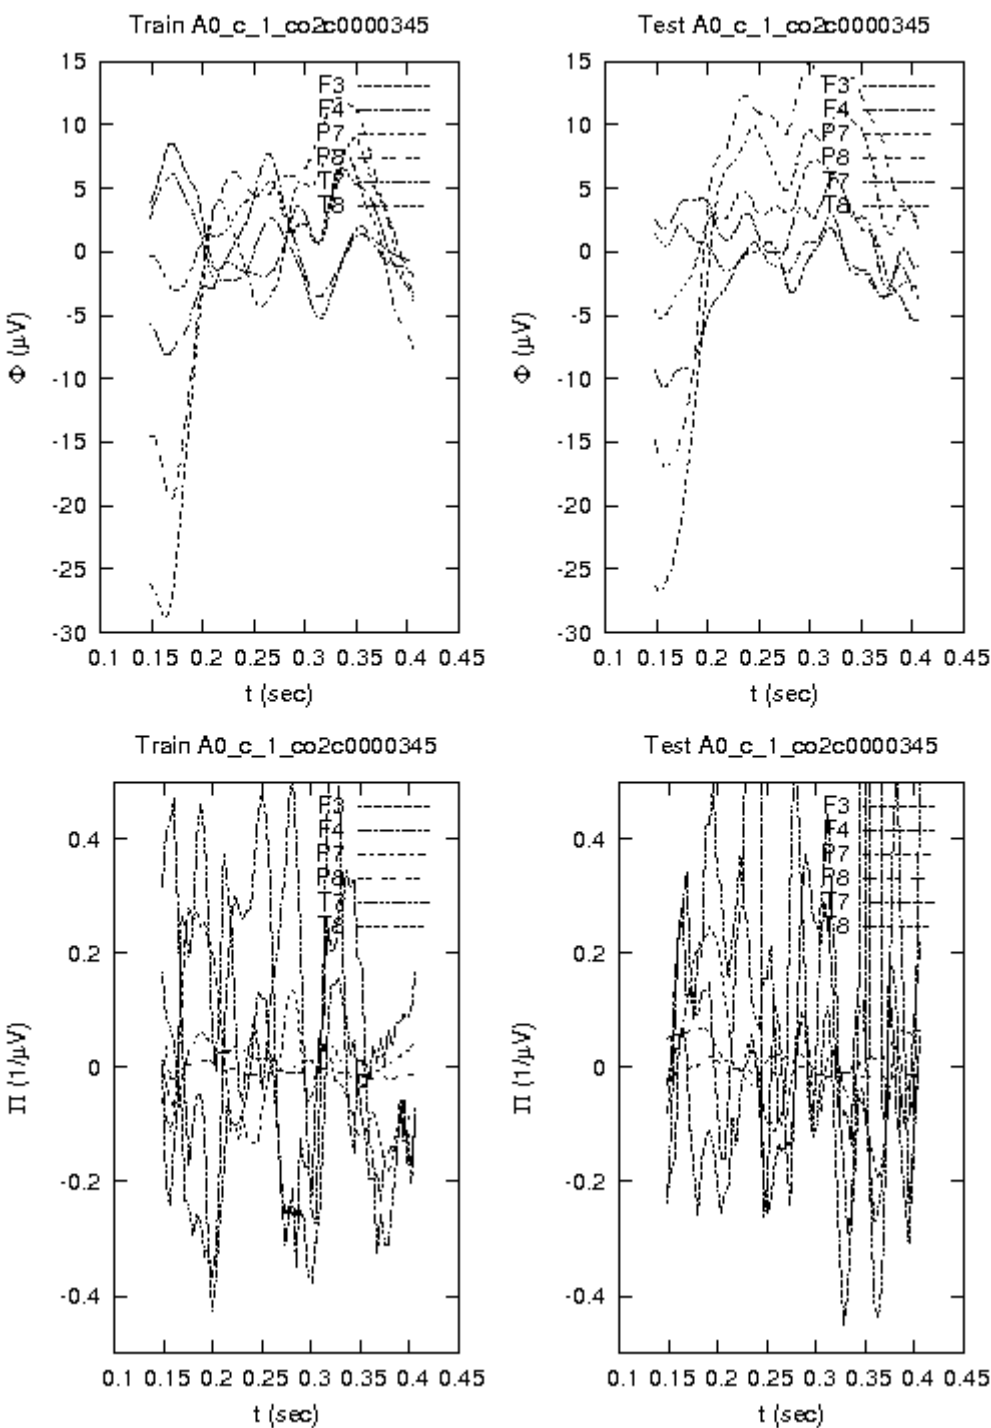 Train A0_c_1_co2c0000345
15
10
5
0
-5
-10
-15
-20
-25
-30
Φ (μV)
F3
F4
P7
P8
T7
T8
0.1 0.15 0.2 0.25 0.3 0.35 0.4 0.45
t (sec)
Test A0_c_1_co2c0000345
15
10
5
0
-5
-10
-15
-20
-25
-30
Φ (μV)
F3
F4
P7
P8
T7
T8
0.1 0.15 0.2 0.25 0.3 0.35 0.4 0.45
t (sec)
Train A0_c_1_co2c0000345
0.4
0.2
0
-0.2
-0.4
Π (1/μV)
F3
F4
P7
P8
T7
T8
0.1 0.15 0.2 0.25 0.3 0.35 0.4 0.45
t (sec)
Test A0_c_1_co2c0000345
0.4
0.2
0
-0.2
-0.4
Π (1/μV)
F3
F4
P7
P8
T7
T8
0.1 0.15 0.2 0.25 0.3 0.35 0.4 0.45
t (sec)